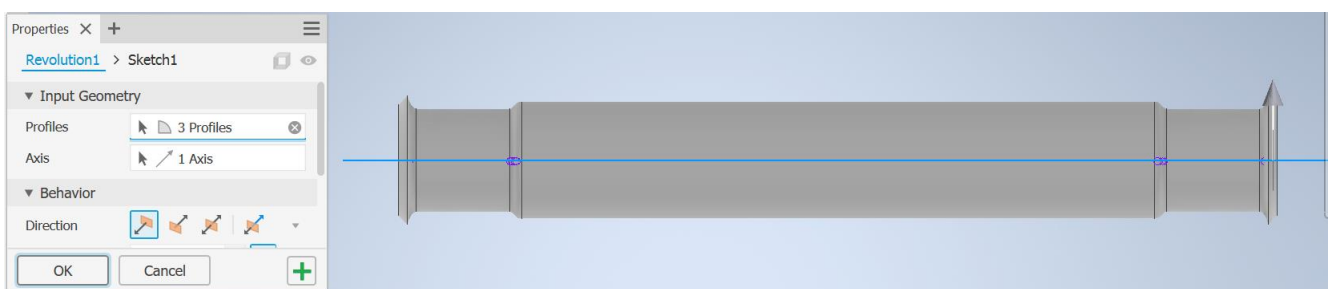 Properties
Revolution1 > Sketch1
Input Geometry
Profiles 3 Profiles
Axis 1 Axis
Behavior
Direction
OK Cancel